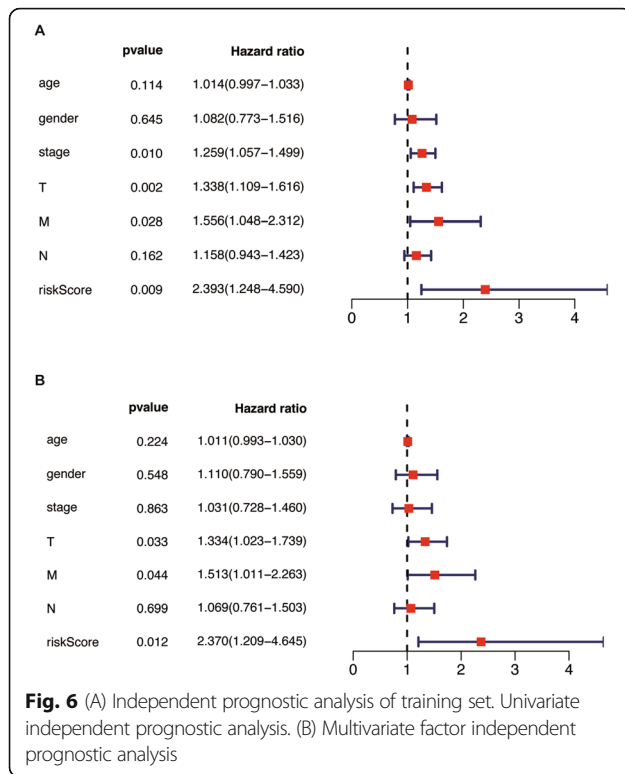 A
pvalue Hazard ratio
age 0.114 1.014(0.997−1.033)
gender 0.645 1.082(0.773−1.516)
stage 0.010 1.259(1.057−1.499)
T 0.002 1.338(1.109−1.616)
M 0.028 1.556(1.048−2.312)
N 0.162 1.158(0.943−1.423)
riskScore 0.009 2.393(1.248−4.590)
0 1 2 3 4
B
pvalue Hazard ratio
age 0.224 1.011(0.993−1.030)
gender 0.548 1.110(0.790−1.559)
stage 0.863 1.031(0.728−1.460)
T 0.033 1.334(1.023−1.739)
M 0.044 1.513(1.011−2.263)
N 0.699 1.069(0.761−1.503)
riskScore 0.012 2.370(1.209−4.645)
0 1 2 3 4
Fig. 6 (A) Independent prognostic analysis of training set. Univariate
independent prognostic analysis. (B) Multivariate factor independent
prognostic analysis